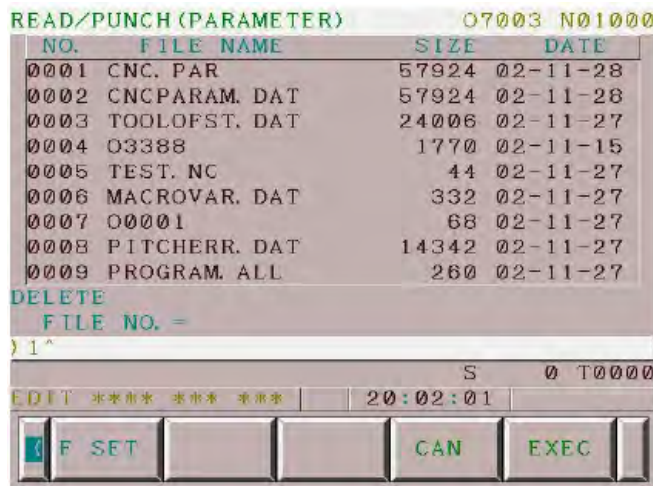 READ/PUNCH(PARAMETER) O7003 N01000
NO. FILE NAME SIZE DATE
0001 CNC. PAR 57924 02-11-28
0002 CNCPARAM. DAT 57924 02-11-28
0003 TOOLOFST. DAT 24006 02-11-27
0004 O3388 1770 02-11-15
0005 TEST. NC 44 02-11-27
0006 MACROVAR. DAT 332 02-11-27
0007 O0001 68 02-11-27
0008 PITCHERR. DAT 14342 02-11-27
0009 PROGRAM. ALL 260 02-11-27
DELETE
FILE NO. =
)1^
S 0 T0000
EDIT **** *** *** 20:02:01
( F SET CAN EXEC